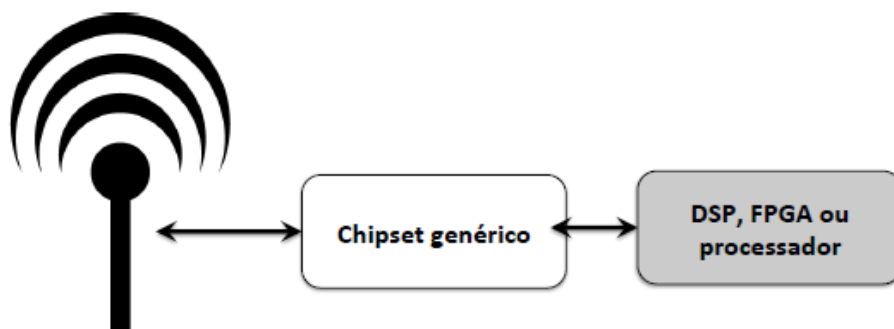 Chipset genérico
DSP, FPGA ou
processador